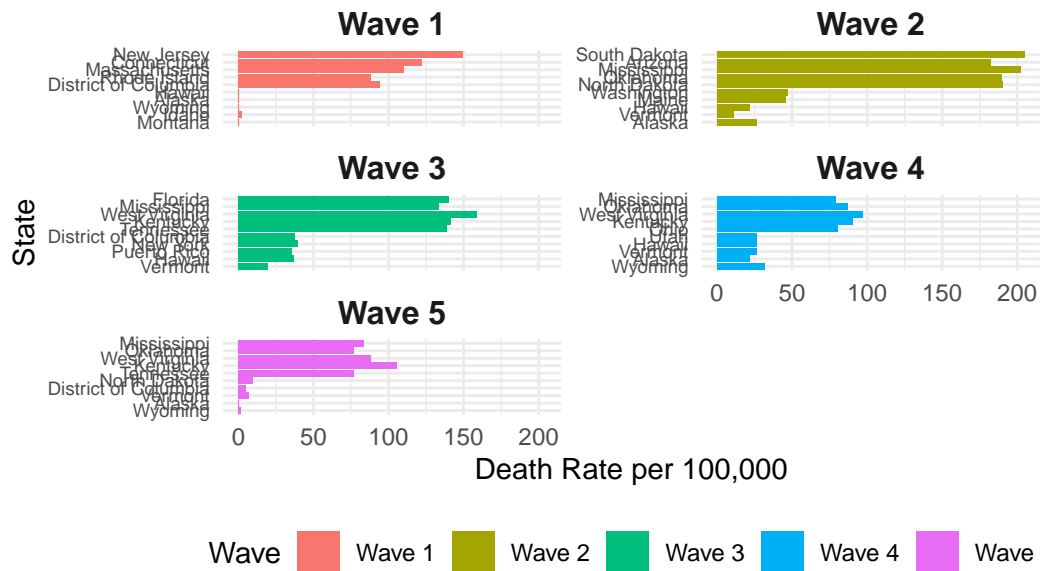 Wave 1
New Jersey
Connecticut
Massachusetts
Rhode Island
District of Columbia
Hawaii
Alaska
Wyoming
Idaho
Montana
Wave 2
South Dakota
Arizona
Mississippi
Oklahoma
North Dakota
Washington
Maine
Hawaii
Vermont
Alaska
Wave 3
Florida
Mississippi
West Virginia
Kentucky
Tennessee
District of Columbia
New York
Puerto Rico
Hawaii
Vermont
Wave 4
Mississippi
Oklahoma
West Virginia
Kentucky
Ohio
Utah
Hawaii
Vermont
Alaska
Wyoming
0 50 100 150 200
Wave 5
Mississippi
Oklahoma
West Virginia
Kentucky
Tennessee
North Dakota
District of Columbia
Vermont
Alaska
Wyoming
0 50 100 150 200
State
Death Rate per 100,000
Wave Wave 1 Wave 2 Wave 3 Wave 4 Wave